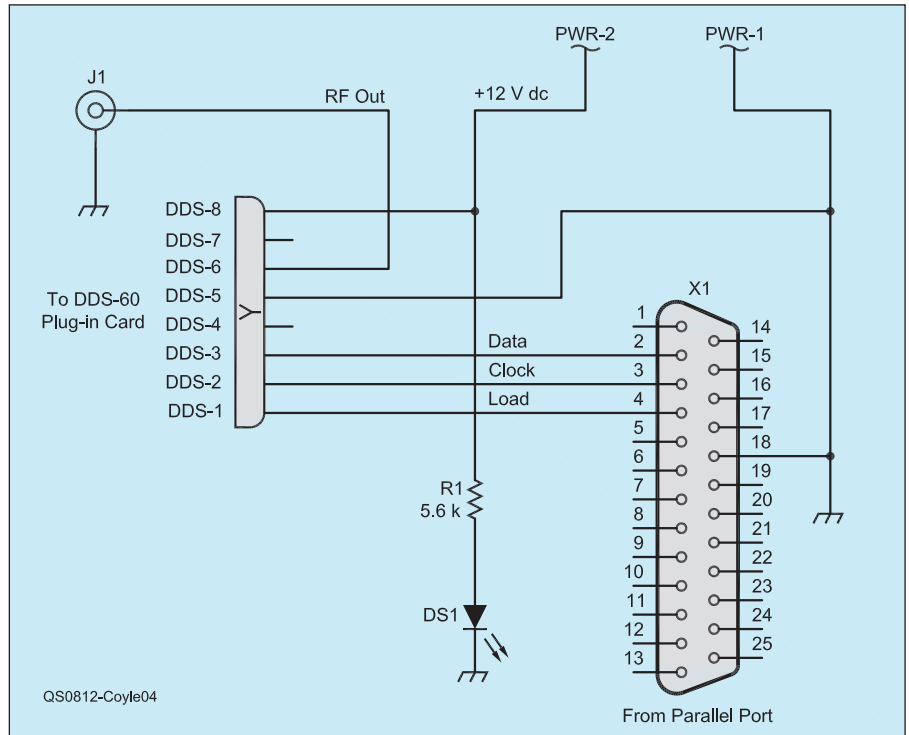 PWR-2
PWR-1
J1
RF Out
+12 V dc
DDS-8
DDS-7
DDS-6
DDS-5
DDS-4
DDS-3
DDS-2
DDS-1
To DDS-60
Plug-in Card
Data
Clock
Load
X1
1
2
3
4
5
6
7
8
9
10
11
12
13
14
15
16
17
18
19
20
21
22
23
24
25
R1
5.6 k
DS1
QS0812-Coyle04
From Parallel Port